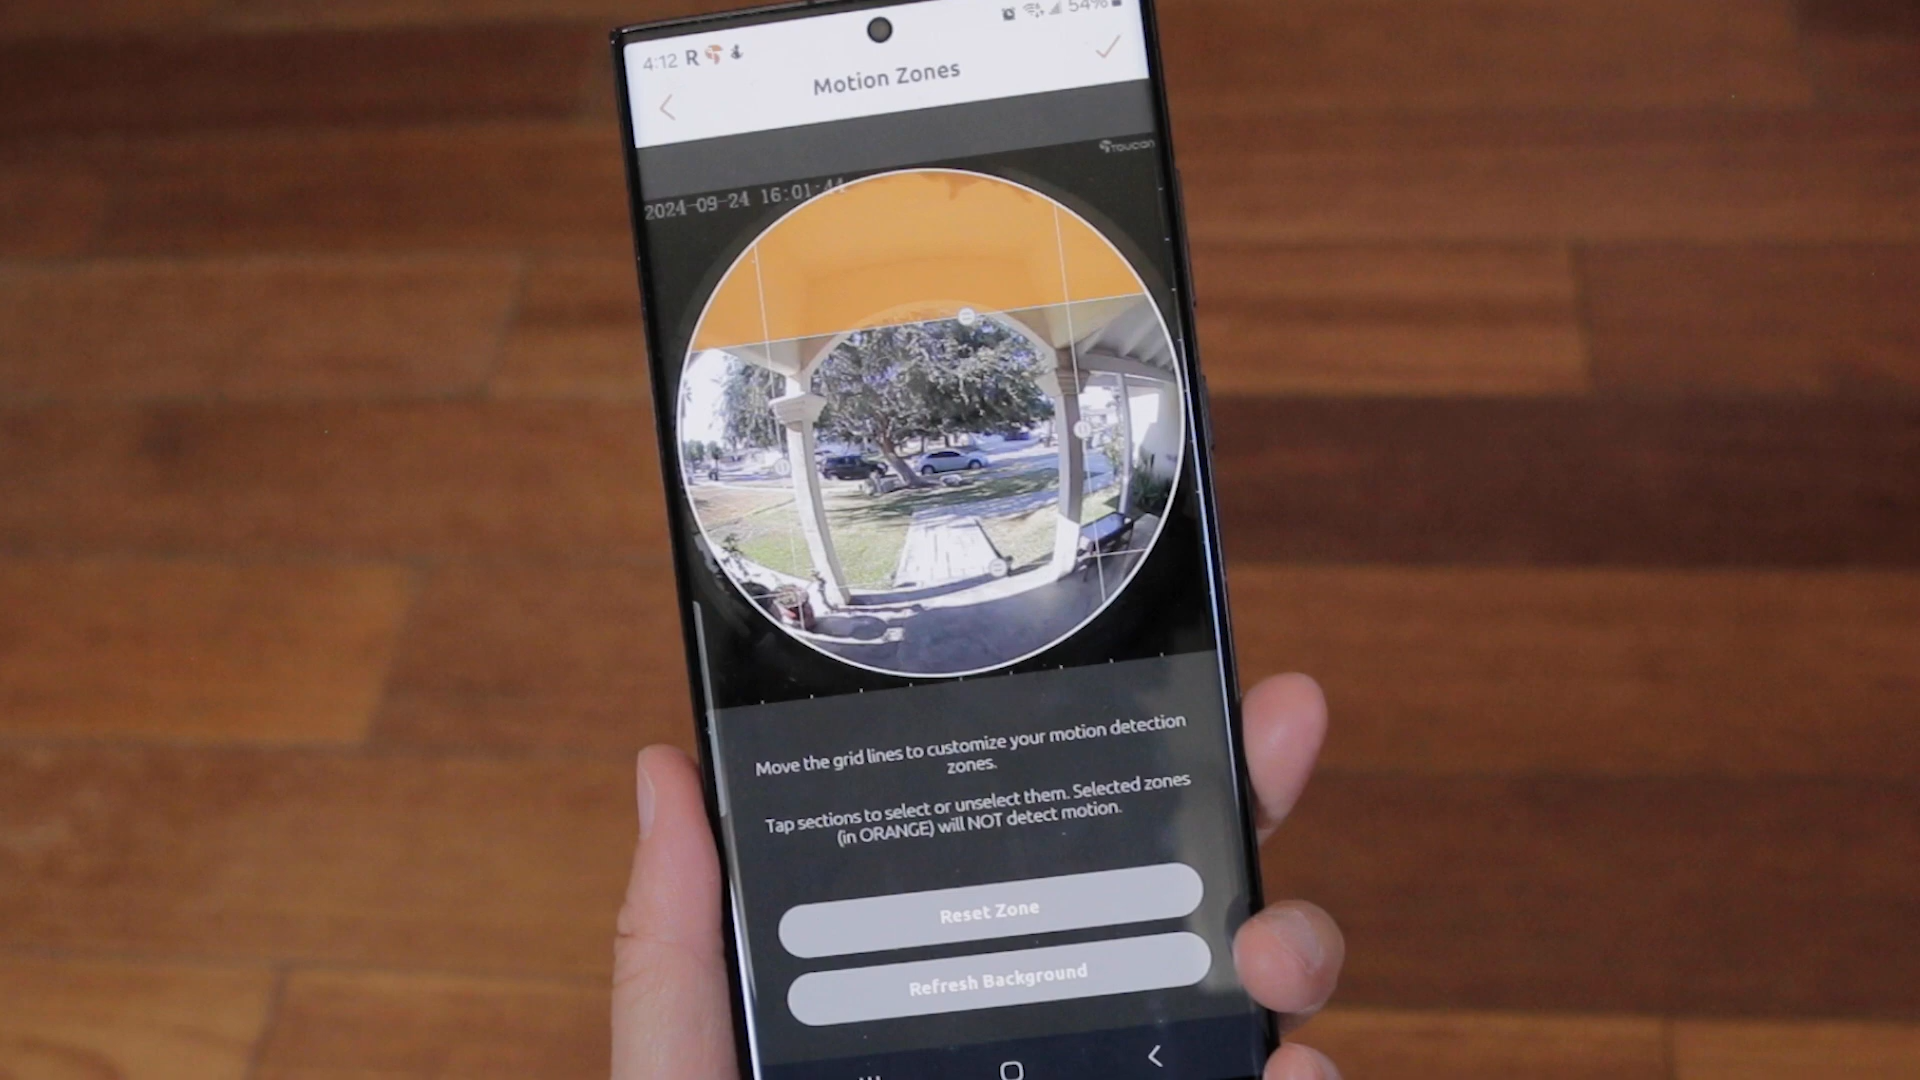 4:12 R
54%
Motion Zones
Toucan
2024-09-24 16:01:44
Move the grid lines to customize your motion detection
zones.
Tap sections to select or unselect them. Selected zones
(in ORANGE) will NOT detect motion.
Reset Zone
Refresh Background